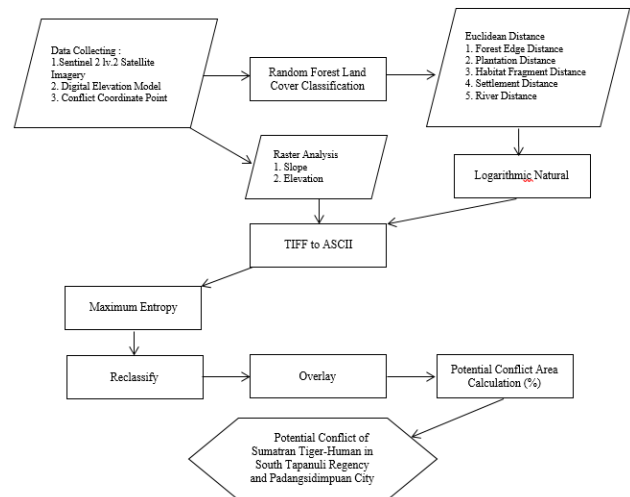 Data Collecting :
1.Sentinel 2 lv.2 Satellite
Imagery
2. Digital Elevation Model
3. Conflict Coordinate Point
Random Forest Land
Cover Classification
Euclidean Distance
1. Forest Edge Distance
2. Plantation Distance
3. Habitat Fragment Distance
4. Settlement Distance
5. River Distance
Raster Analysis
1. Slope
2. Elevation
Logarithmic Natural
TIFF to ASCII
Maximum Entropy
Reclassify
Overlay
Potential Conflict Area
Calculation (%)
Potential Conflict of
Sumatran Tiger-Human in
South Tapanuli Regency
and Padangsidimpuan City